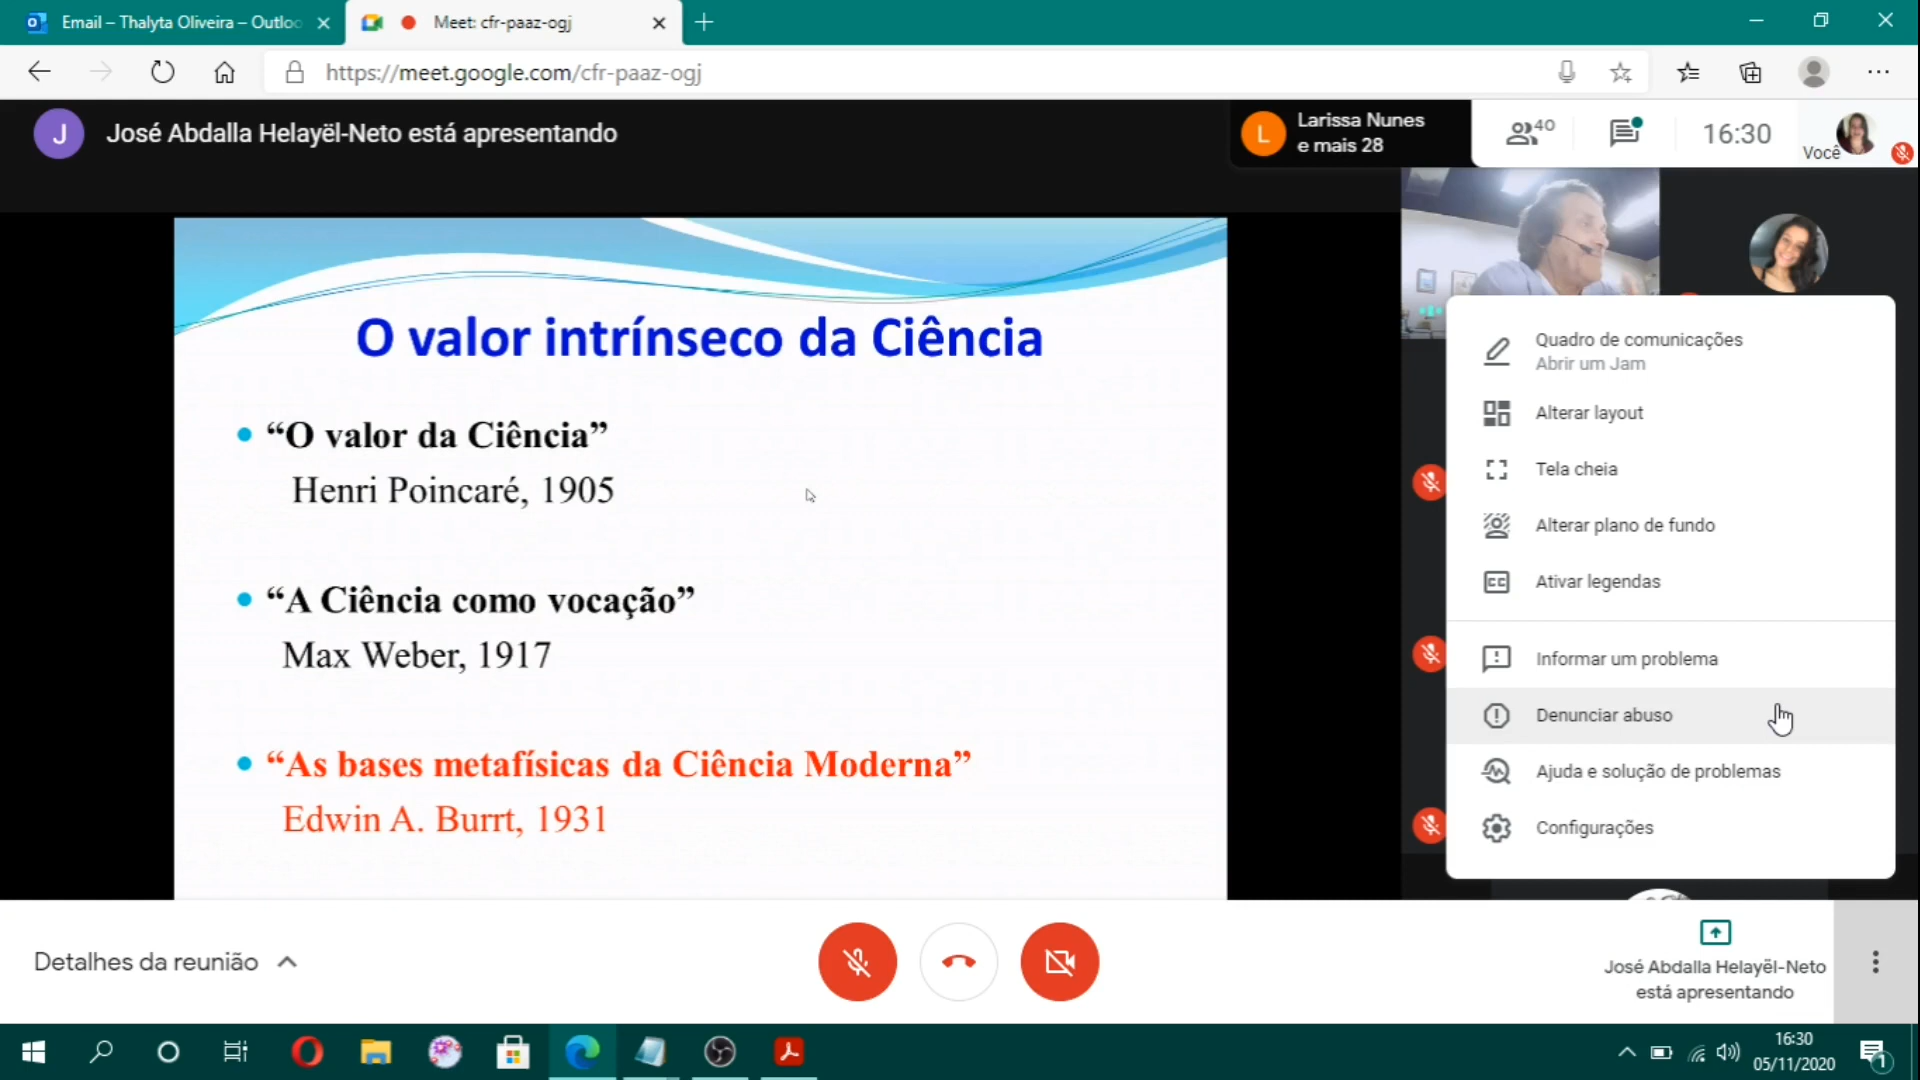 Email – Thalyta Oliveira – Outloo
Meet: cfr-paaz-ogj
https://meet.google.com/cfr-paaz-ogj
J
José Abdalla Helayël-Neto está apresentando
L
Larissa Nunes
e mais 28
40
16:30
Você
O valor intrínseco da Ciência
• “O valor da Ciência”
Henri Poincaré, 1905
• “A Ciência como vocação”
Max Weber, 1917
• “As bases metafísicas da Ciência Moderna”
Edwin A. Burrt, 1931
Quadro de comunicações
Abrir um Jam
Alterar layout
Tela cheia
Alterar plano de fundo
Ativar legendas
Informar um problema
Denunciar abuso
Ajuda e solução de problemas
Configurações
Detalhes da reunião
José Abdalla Helayël-Neto
está apresentando
16:30
05/11/2020
1